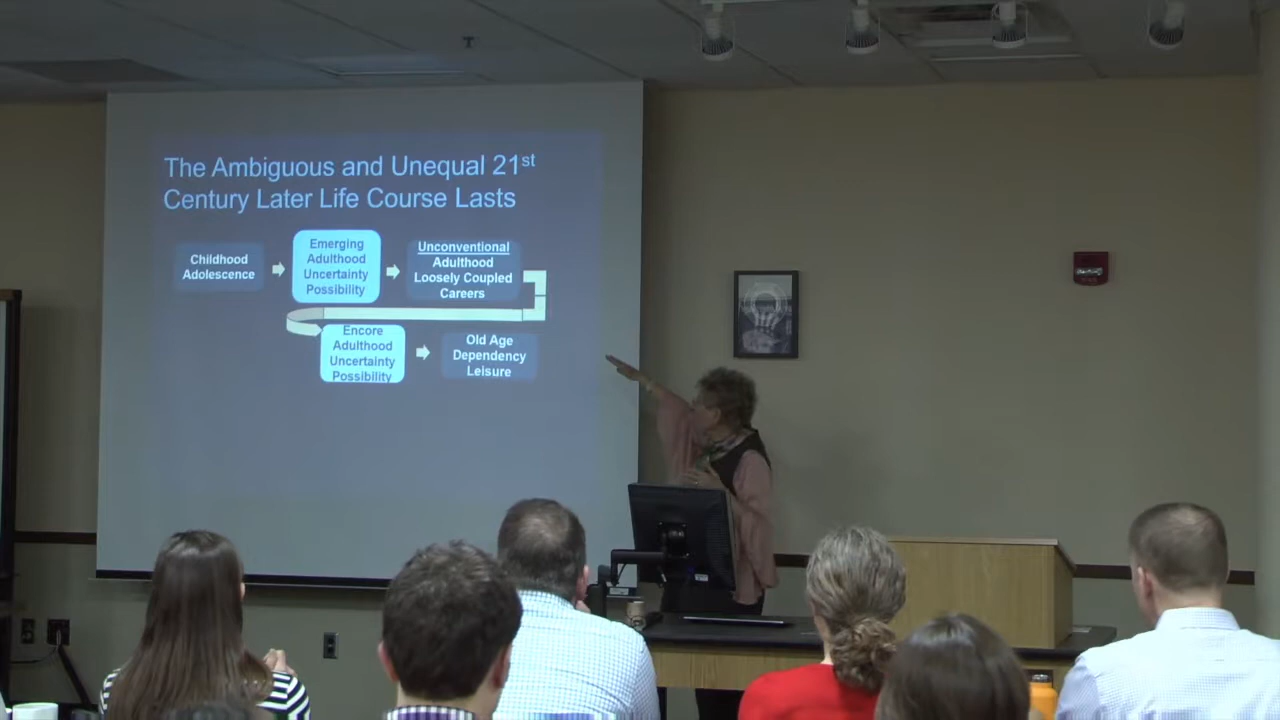 The Ambiguous and Unequal 21st
Century Later Life Course Lasts
Childhood
Adolescence
Emerging
Adulthood
Uncertainty
Possibility
Unconventional
Adulthood
Loosely Coupled
Careers
Encore
Adulthood
Uncertainty
Possibility
Old Age
Dependency
Leisure